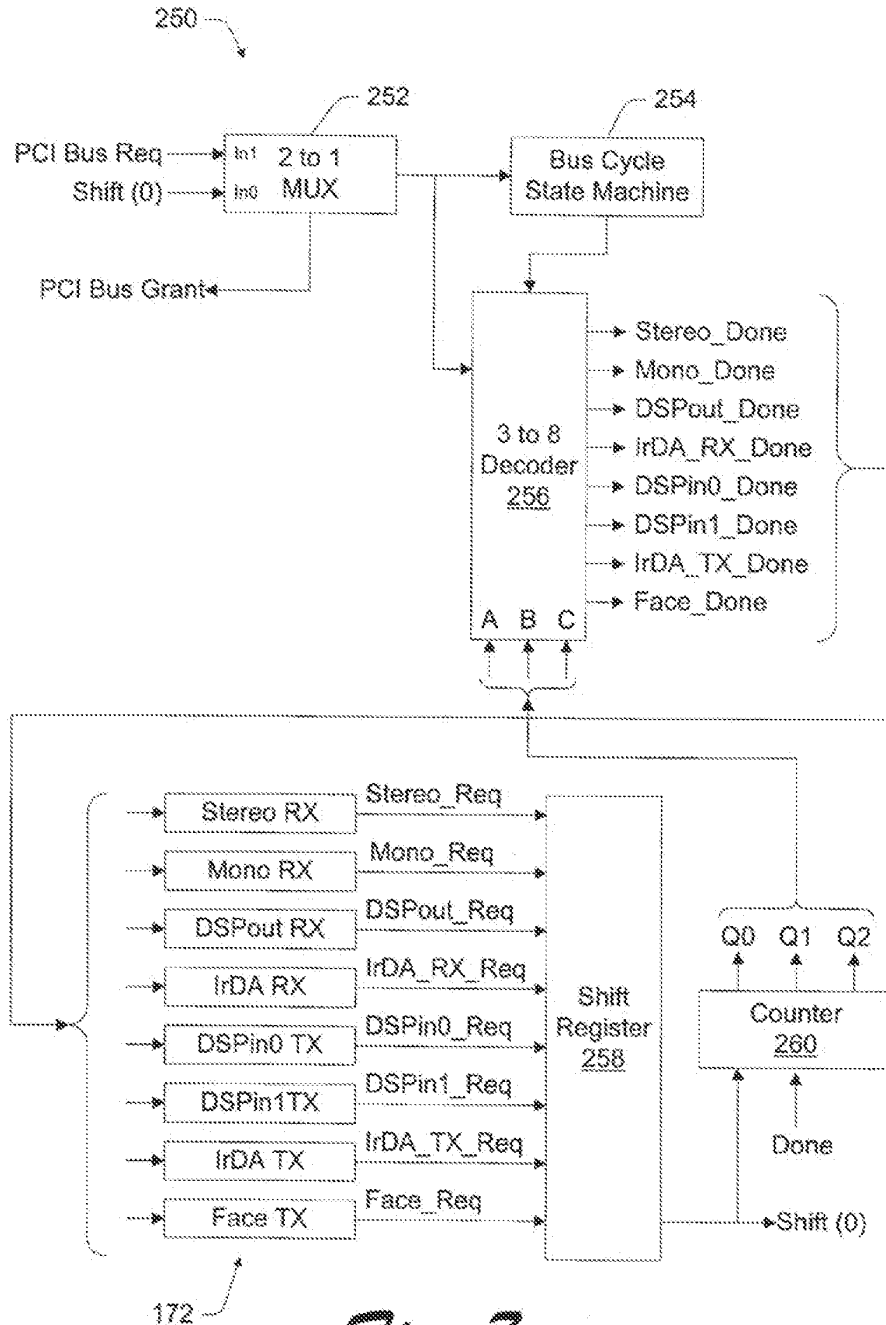 250
252
254
PCI Bus Req
In1
2 to 1
Shift (0)
In0
MUX
Bus Cycle
State Machine
PCI Bus Grant
Stereo_Done
Mono_Done
DSPout_Done
3 to 8
Decoder
256
IrDA_RX_Done
DSPin0_Done
DSPin1_Done
IrDA_TX_Done
Face_Done
A B C
Stereo RX
Stereo_Req
Mono RX
Mono_Req
DSPout RX
DSPout_Req
IrDA RX
IrDA_RX_Req
DSPin0 TX
DSPin0_Req
DSPin1TX
DSPin1_Req
IrDA TX
IrDA_TX_Req
Face TX
Face_Req
Shift
Register
258
Q0 Q1 Q2
Counter
260
Done
Shift (0)
172